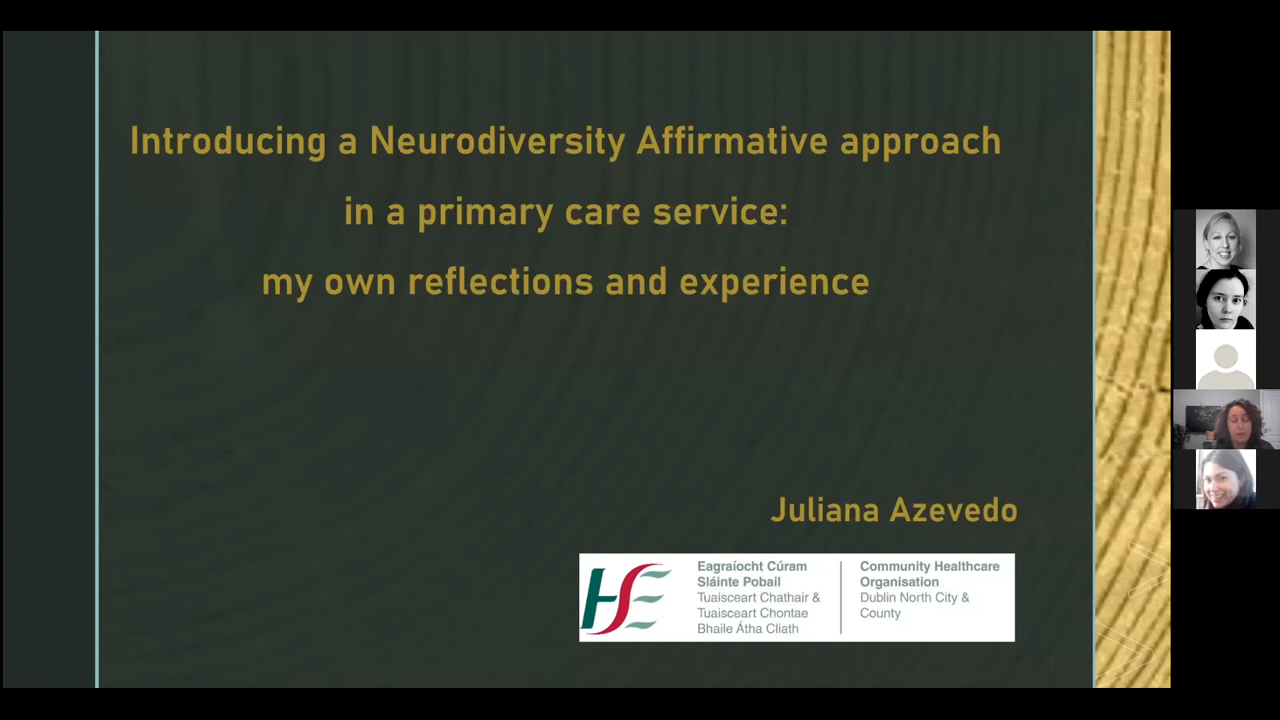 Introducing a Neurodiversity Affirmative approach
in a primary care service:
my own reflections and experience
Juliana Azevedo
HSE
Eagraíocht Cúram
Sláinte Pobail
Tuaisceart Chathair &
Tuaisceart Chontae
Bhaile Átha Cliath
Community Healthcare
Organisation
Dublin North City &
County